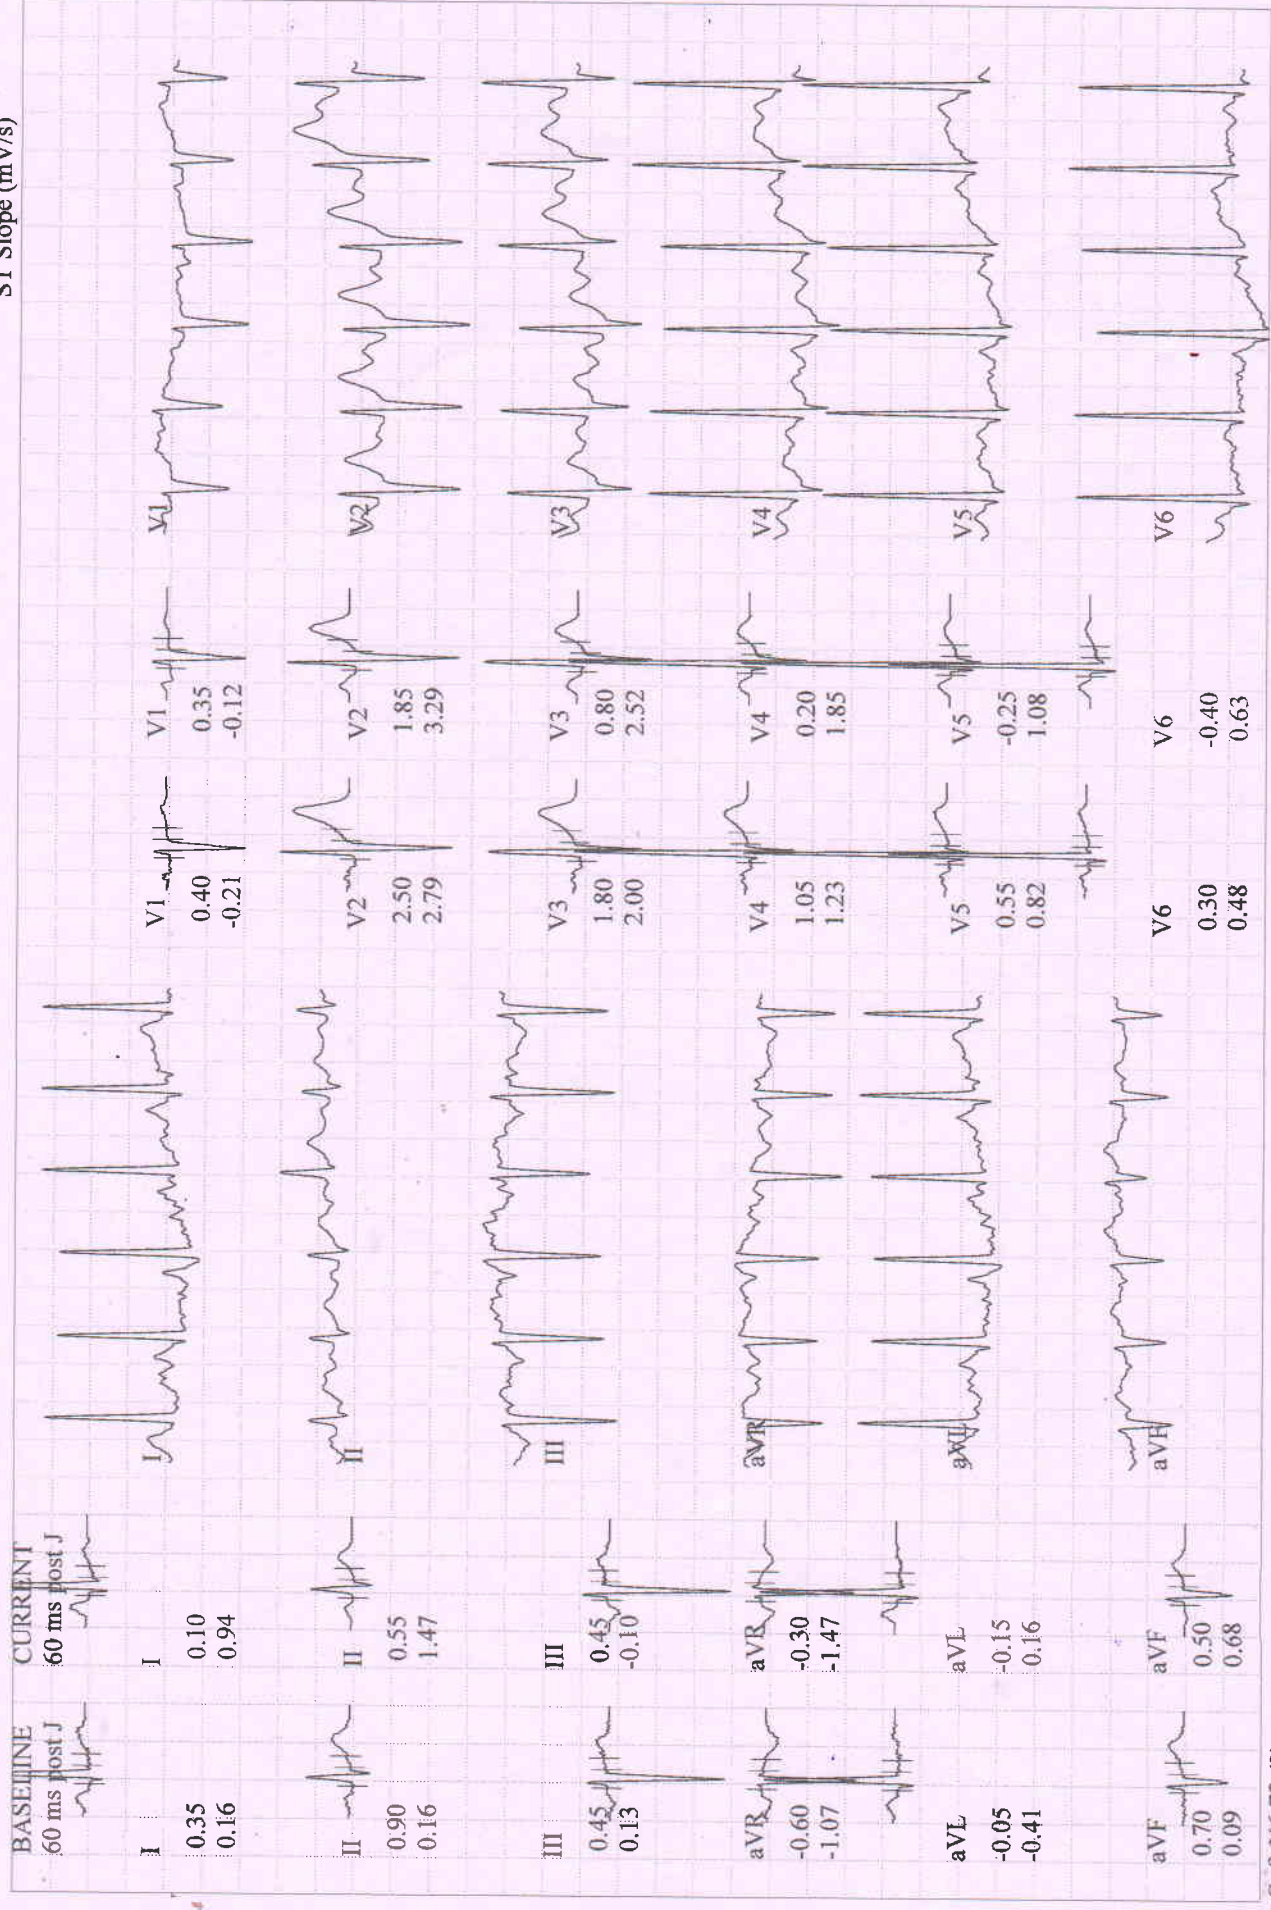 ST Slope (mV/s)
BASELINE
60 ms post J
CURRENT
60 ms post J
I
0.35
0.16
I
0.10
0.94
I
II
0.90
0.16
II
0.55
1.47
II
III
0.45
0.13
III
0.45
-0.10
III
aVR
-0.60
-1.07
aVR
-0.30
-1.47
aVR
aVL
-0.05
-0.41
aVL
-0.15
0.16
aVL
aVF
0.70
0.09
aVF
0.50
0.68
aVF
V1
0.40
-0.21
V1
0.35
-0.12
V1
V2
2.50
2.79
V2
1.85
3.29
V2
V3
1.80
2.00
V3
0.80
2.52
V3
V4
1.05
1.23
V4
0.20
1.85
V4
V5
0.55
0.82
V5
-0.25
1.08
V5
V6
0.30
0.48
V6
-0.40
0.63
V6